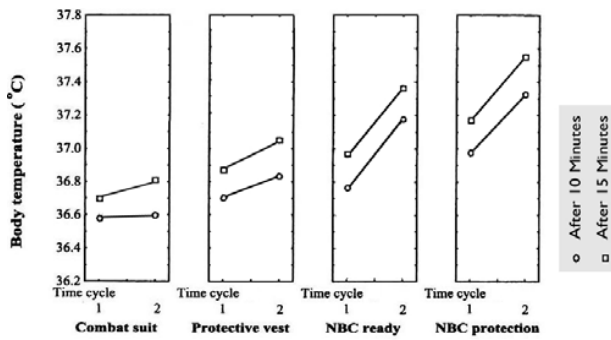 Body temperature (°C)
37.8
37.6
37.4
37.2
37.0
36.8
36.6
36.4
36.2
Time cycle Time cycle Time cycle Time cycle
1 2 1 2 1 2 1 2
Combat suit Protective vest NBC ready NBC protection
After 10 Minutes
After 15 Minutes